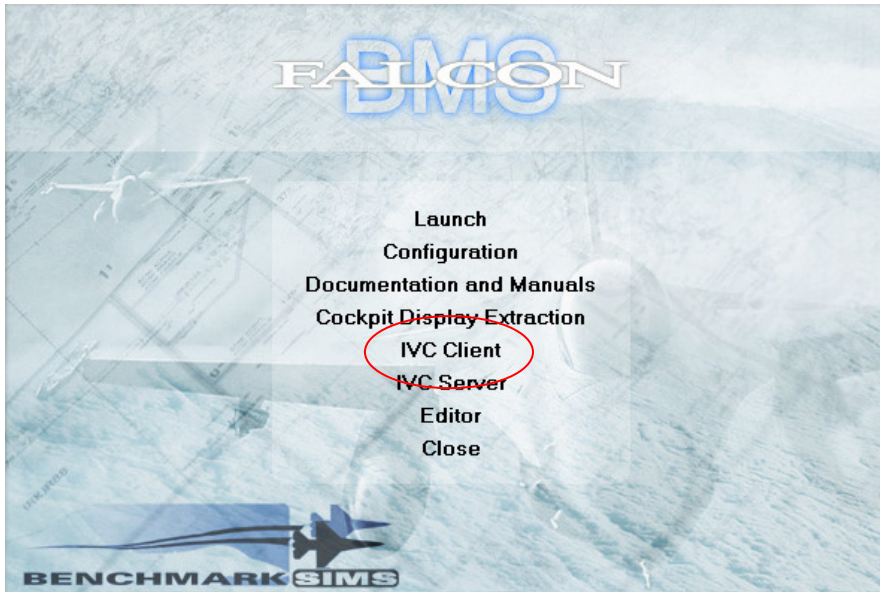 FALCON
BMS
Launch
Configuration
Documentation and Manuals
Cockpit Display Extraction
IVC Client
IVC Server
Editor
Close
BENCHMARK SIMS